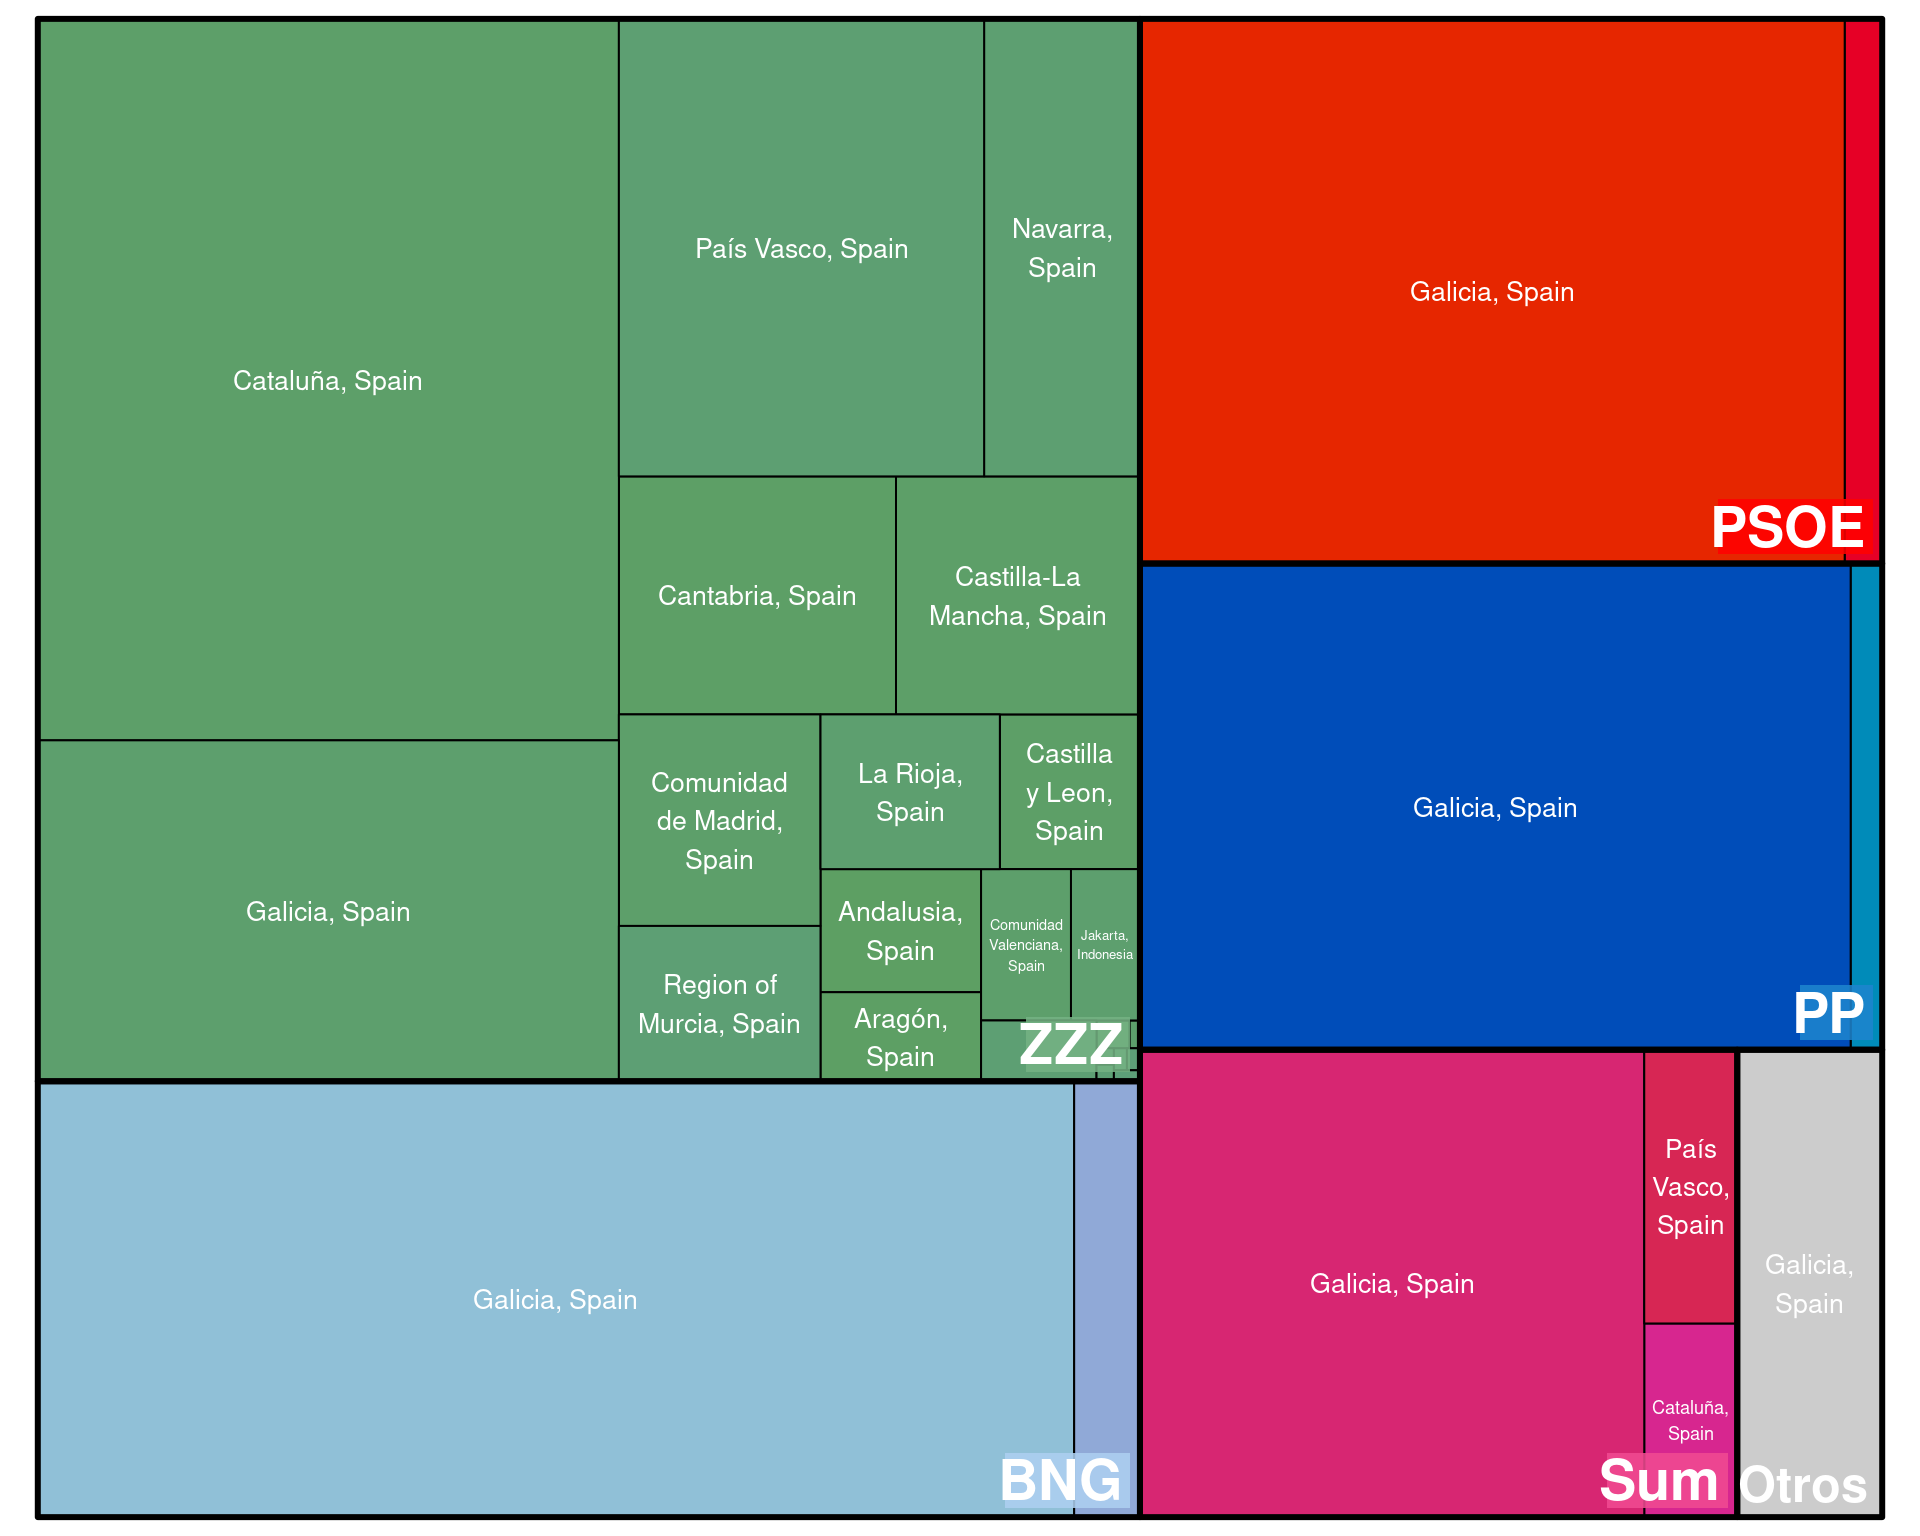 Cataluña, Spain
País Vasco, Spain
Navarra,
Spain
Cantabria, Spain
Castilla-La
Mancha, Spain
Galicia, Spain
Comunidad
de Madrid,
Spain
La Rioja,
Spain
Castilla
y Leon,
Spain
Region of
Murcia, Spain
Andalusia,
Spain
Aragón,
Spain
Comunidad
Valenciana,
Spain
Jakarta,
Indonesia
ZZZ
Galicia, Spain
BNG
Galicia, Spain
PSOE
Galicia, Spain
PP
Galicia, Spain
País
Vasco,
Spain
Cataluña,
Spain
Sum
Galicia,
Spain
Otros